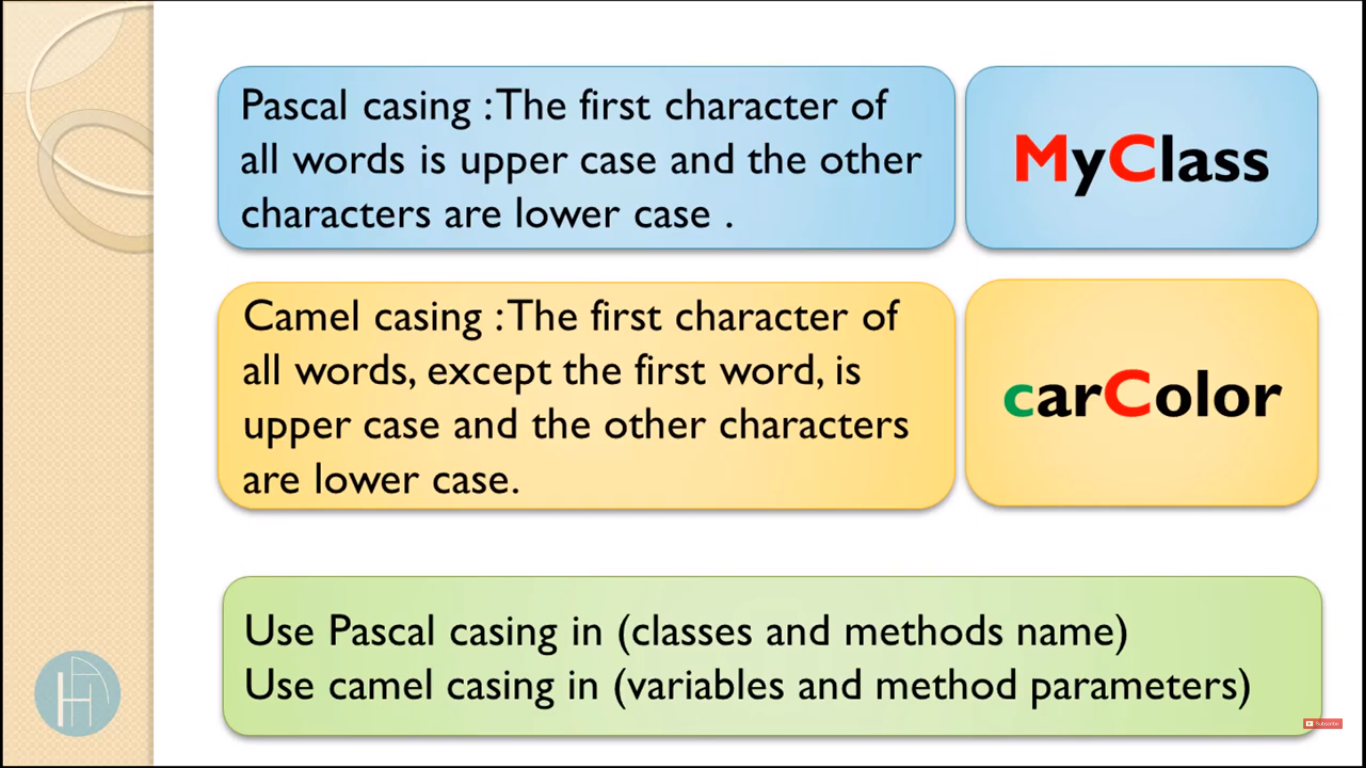 Pascal casing : The first character of
all words is upper case and the other
characters are lower case .
MyClass
Camel casing : The first character of
all words, except the first word, is
upper case and the other characters
are lower case.
carColor
Use Pascal casing in (classes and methods name)
Use camel casing in (variables and method parameters)
H
Subscribe